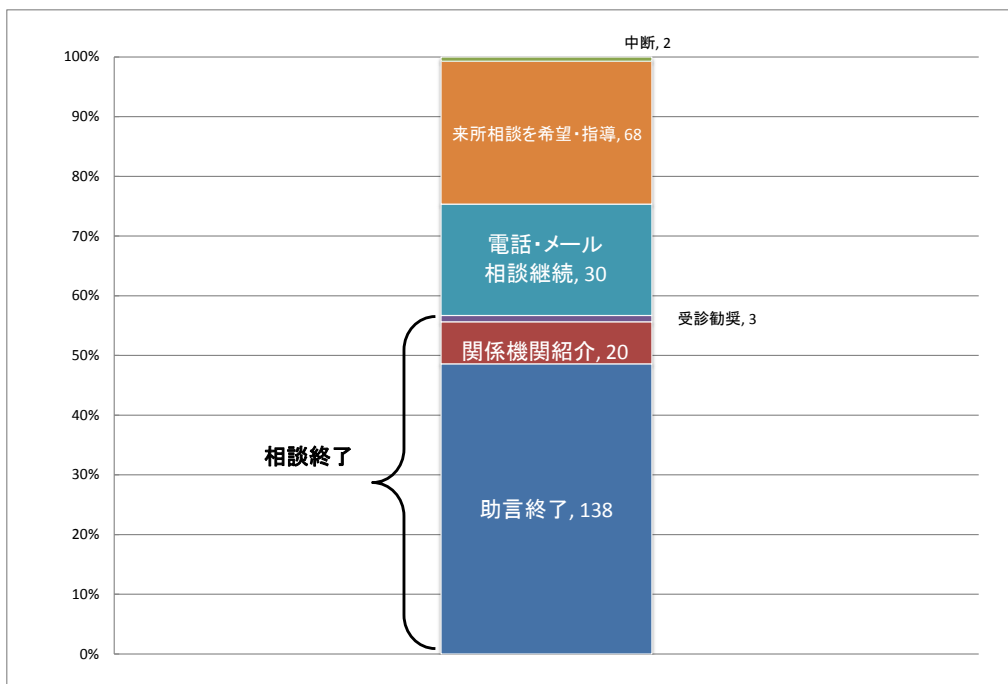 中断, 2
100%
90%
80%
70%
60%
50%
40%
30%
20%
10%
0%
来所相談を希望・指導, 68
電話・メール
相談継続, 30
受診勧奨, 3
関係機関紹介, 20
相談終了
助言終了, 138